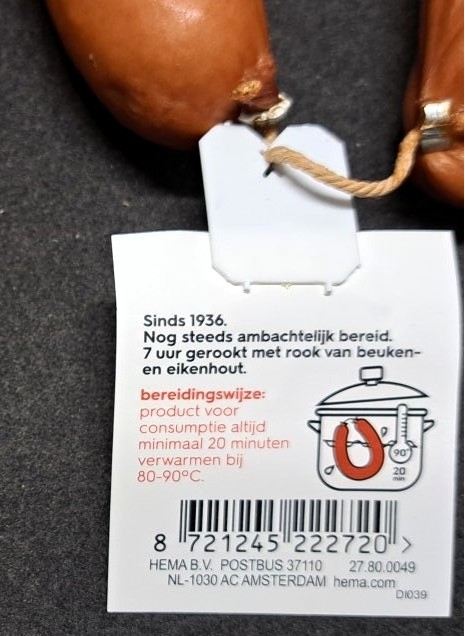 Sinds 1936.
Nog steeds ambachtelijk bereid.
7 uur gerookt met rook van beuken-
en eikenhout.
bereidingswijze:
product voor
consumptie altijd
minimaal 20 minuten
verwarmen bij
80-90°C.
90°
20
min
8 721245 222720 >
HEMA B.V. POSTBUS 37110 27.80.0049
NL-1030 AC AMSTERDAM hema.com
DI039